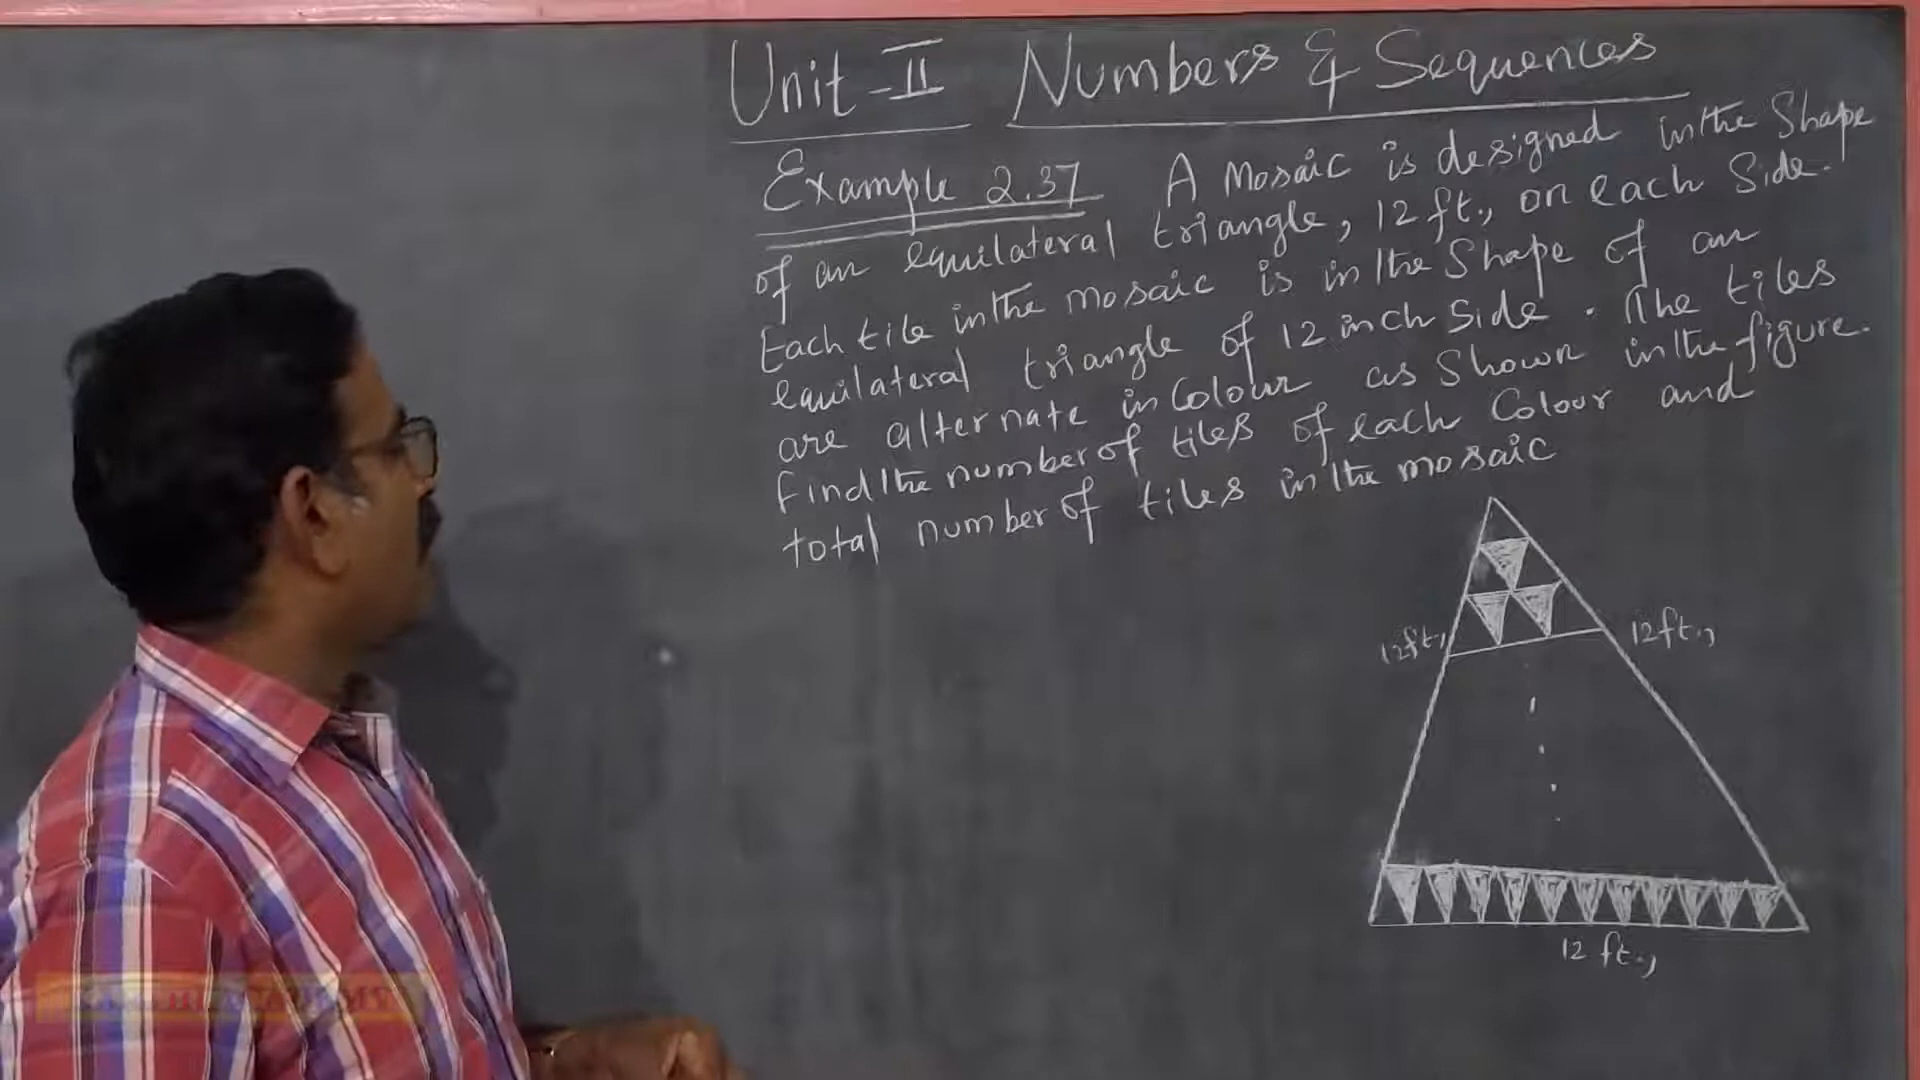 Unit-II Numbers & Sequences
Example 2.37 A Mosaic is designed in the Shape
of an equilateral triangle, 12 ft., on each Side.
Each tile in the mosaic is in the Shape of an
equilateral triangle of 12 inch Side. The tiles
are alternate in Colour as Shown in the figure.
Find the number of tiles of each Colour and
total number of tiles in the mosaic
12ft.,
12ft.,
12 ft.,